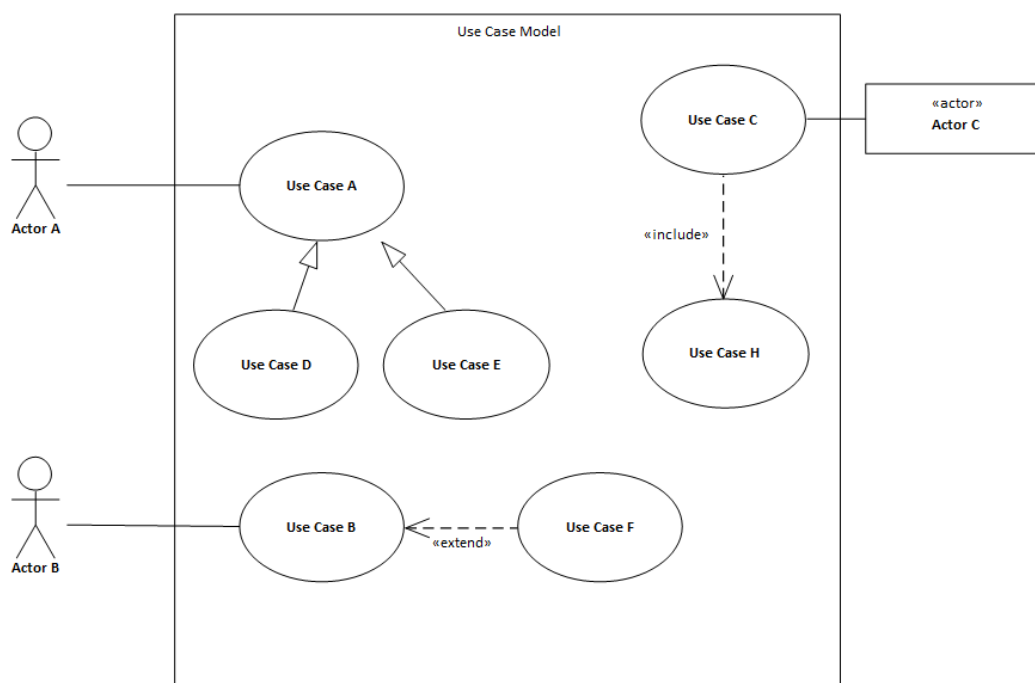 Use Case Model
Use Case C
«actor»
Actor C
Use Case A
Actor A
«include»
Use Case D
Use Case E
Use Case H
Use Case B
«extend»
Use Case F
Actor B